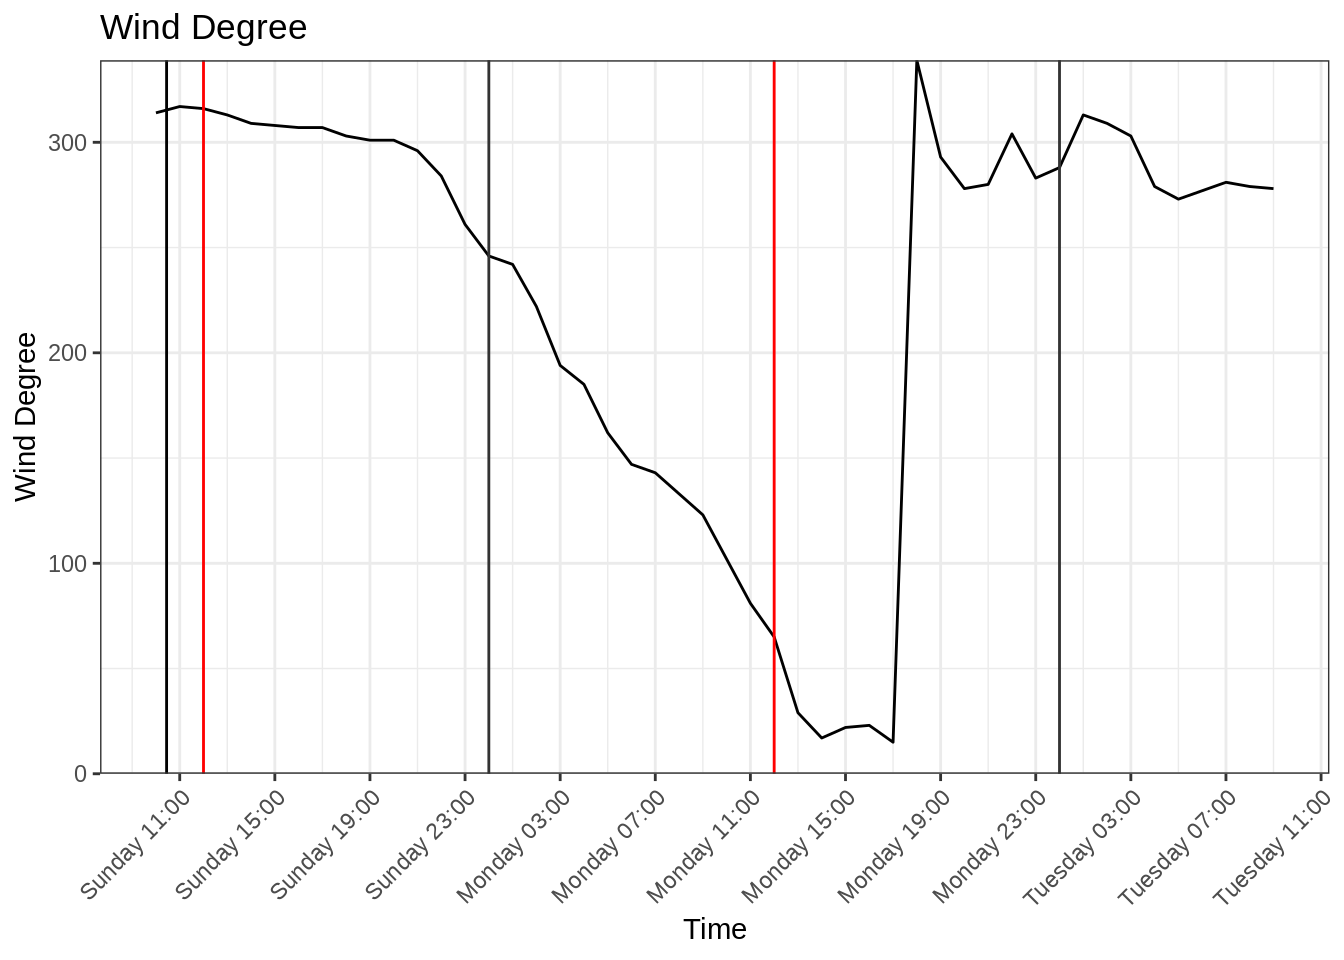 Wind Degree
Wind Degree
300
200
100
0
Sunday 11:00
Sunday 15:00
Sunday 19:00
Sunday 23:00
Monday 03:00
Monday 07:00
Monday 11:00
Monday 15:00
Monday 19:00
Monday 23:00
Tuesday 03:00
Tuesday 07:00
Tuesday 11:00
Time